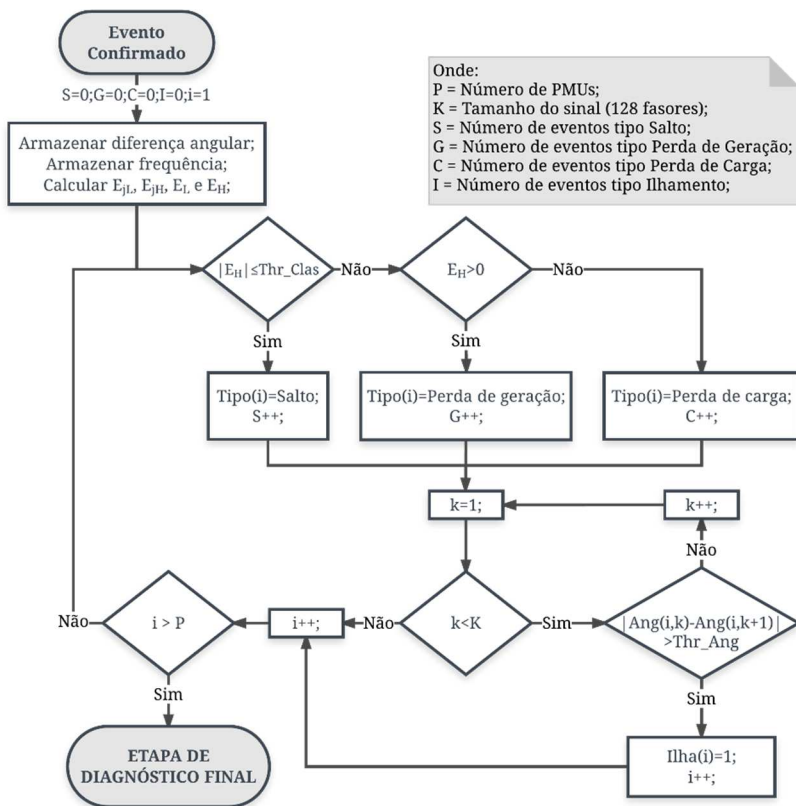 Evento
Confirmado
S=0;G=0;C=0;I=0;i=1
Armazenar diferença angular;
Armazenar frequência;
Calcular EjL, EjH, EL e EH;
Onde:
P = Número de PMUs;
K = Tamanho do sinal (128 fasores);
S = Número de eventos tipo Salto;
G = Número de eventos tipo Perda de Geração;
C = Número de eventos tipo Perda de Carga;
I = Número de eventos tipo Ilhamento;
|EH|≤Thr_Clas
Não
EH>0
Não
Sim
Sim
Tipo(i)=Salto;
S++;
Tipo(i)=Perda de geração;
G++;
Tipo(i)=Perda de carga;
C++;
k=1;
k++;
Não
Não
i > P
i++;
Não
k<K
Sim
|Ang(i,k)-Ang(i,k+1)|
>Thr_Ang
Sim
Sim
ETAPA DE
DIAGNÓSTICO FINAL
Ilha(i)=1;
i++;